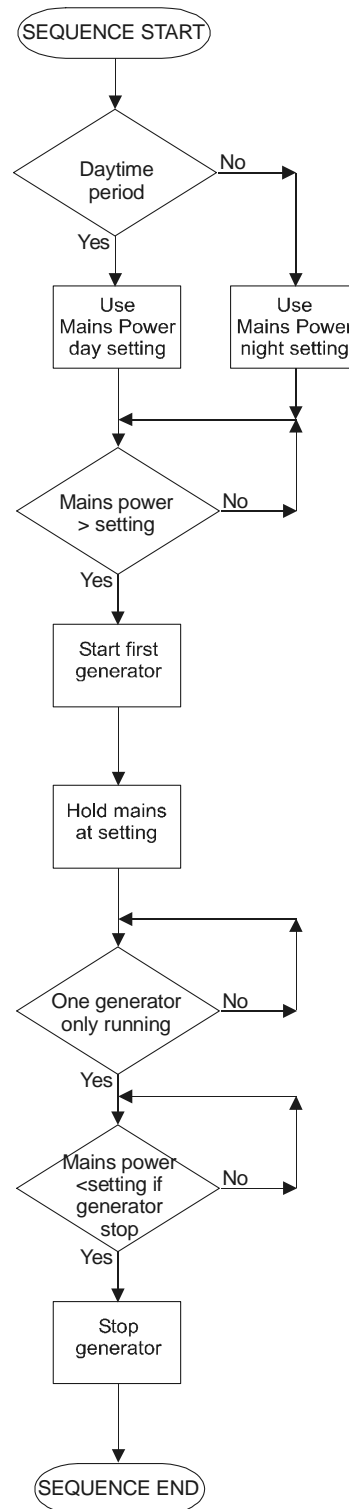 SEQUENCE START
Daytime
period
No
Yes
Use
Mains Power
day setting
Use
Mains Power
night setting
Mains power
> setting
No
Yes
Start first
generator
Hold mains
at setting
One generator
only running
No
Yes
Mains power
<setting if
generator
stop
No
Yes
Stop
generator
SEQUENCE END